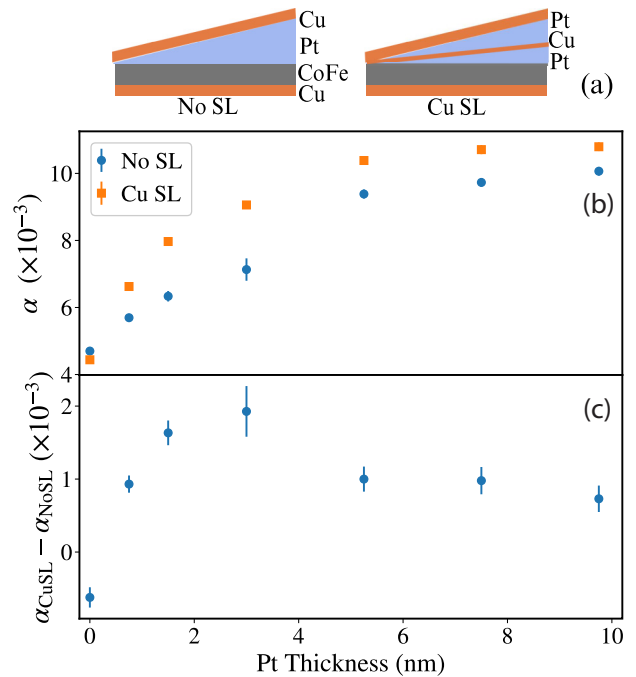 Cu
Pt
CoFe
Cu
No SL
Pt
Cu
Pt
Cu SL
(a)
No SL
Cu SL
(b)
10
8
6
4
α (×10⁻³)
(c)
2
1
0
α_CuSL − α_NoSL (×10⁻³)
0 2 4 6 8 10
Pt Thickness (nm)